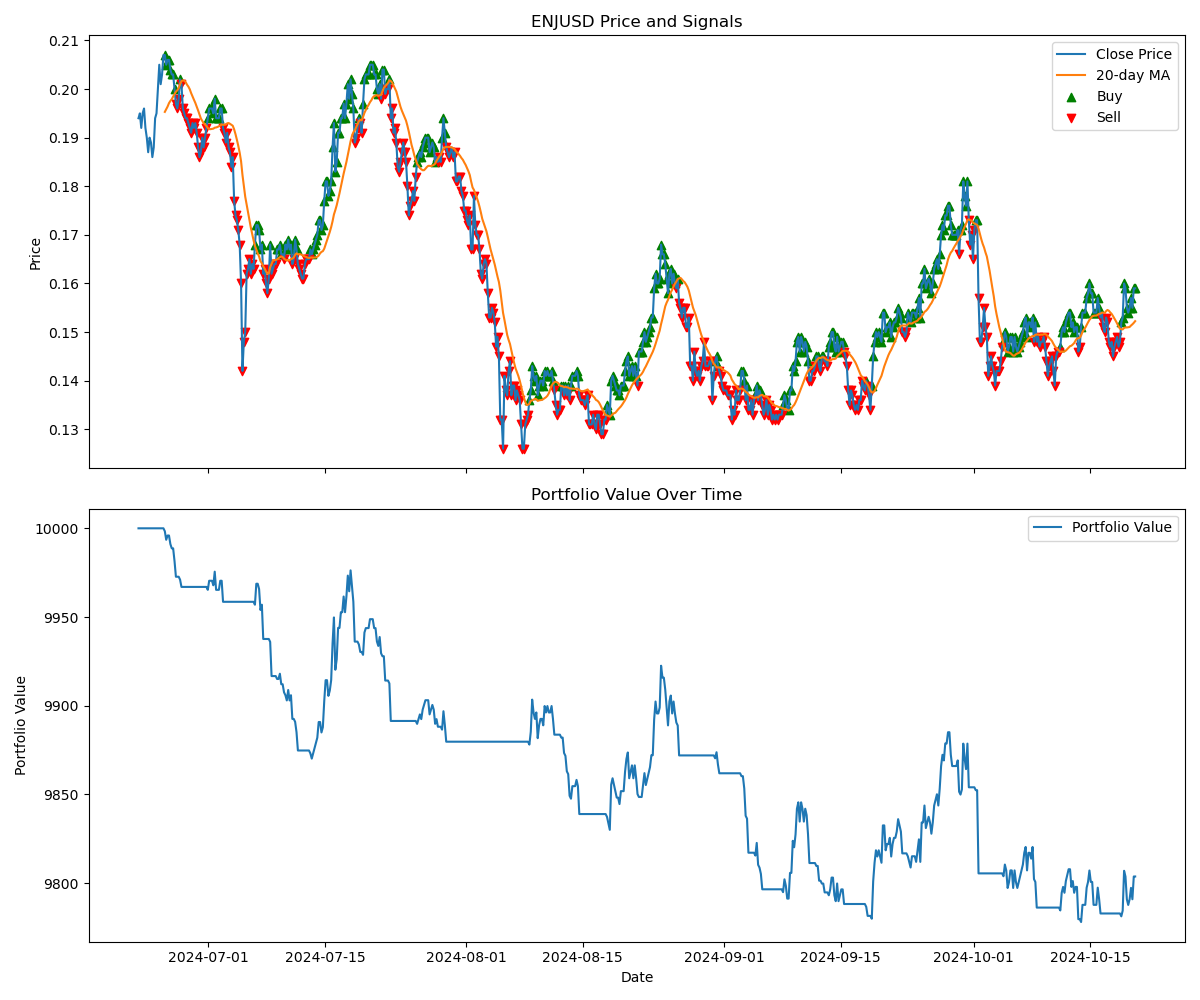 ENJUSD Price and Signals
0.21
0.20
0.19
0.18
0.17
0.16
0.15
0.14
0.13
Price
Close Price
20-day MA
Buy
Sell
Portfolio Value Over Time
10000
9950
9900
9850
9800
Portfolio Value
Portfolio Value
2024-07-01
2024-07-15
2024-08-01
2024-08-15
2024-09-01
2024-09-15
2024-10-01
2024-10-15
Date